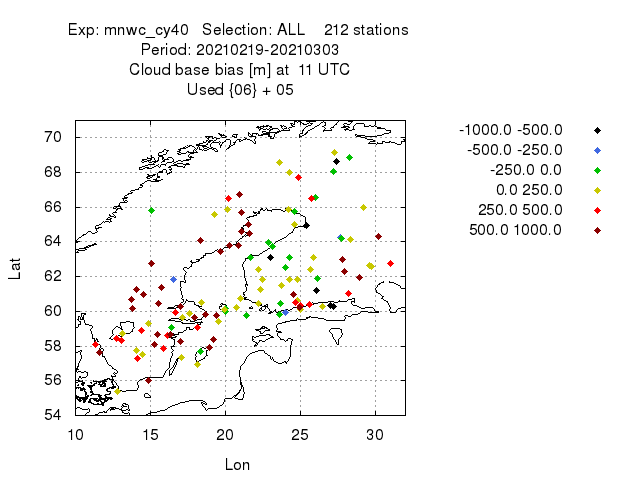 Exp: mnwc_cy40 Selection: ALL 212 stations
Period: 20210219-20210303
Cloud base bias [m] at 11 UTC
Used {06} + 05
-1000.0 -500.0
-500.0 -250.0
-250.0 0.0
0.0 250.0
250.0 500.0
500.0 1000.0
Lat
70
68
66
64
62
60
58
56
54
10 15 20 25 30
Lon